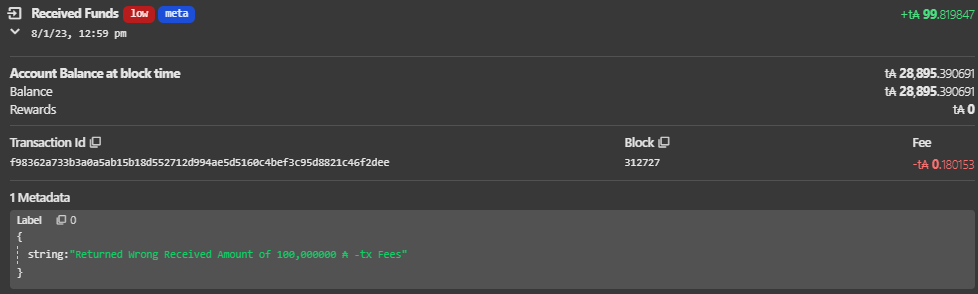 Received Funds low meta +t₳ 99.819847
8/1/23, 12:59 pm
Account Balance at block time t₳ 28,895.390691
Balance t₳ 28,895.390691
Rewards t₳ 0
Transaction Id Block Fee
f98362a733b3a0a5ab15b18d552712d994ae5d5160c4bef3c95d8821c46f2dee 312727 -t₳ 0.180153
1 Metadata
Label 0
{
string:"Returned Wrong Received Amount of 100,000000 ₳ -tx Fees"
}